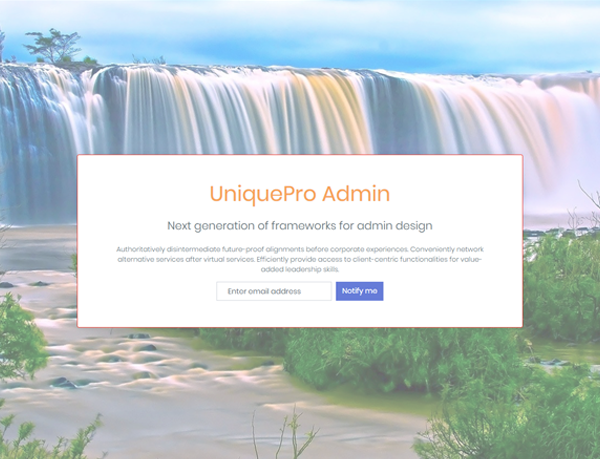 UniquePro Admin
Next generation of frameworks for admin design
Authoritatively disintermediate future-proof alignments before corporate experiences. Conveniently network
alternative services after virtual services. Efficiently provide access to client-centric functionalities for value-
added leadership skills.
Enter email address Notify me